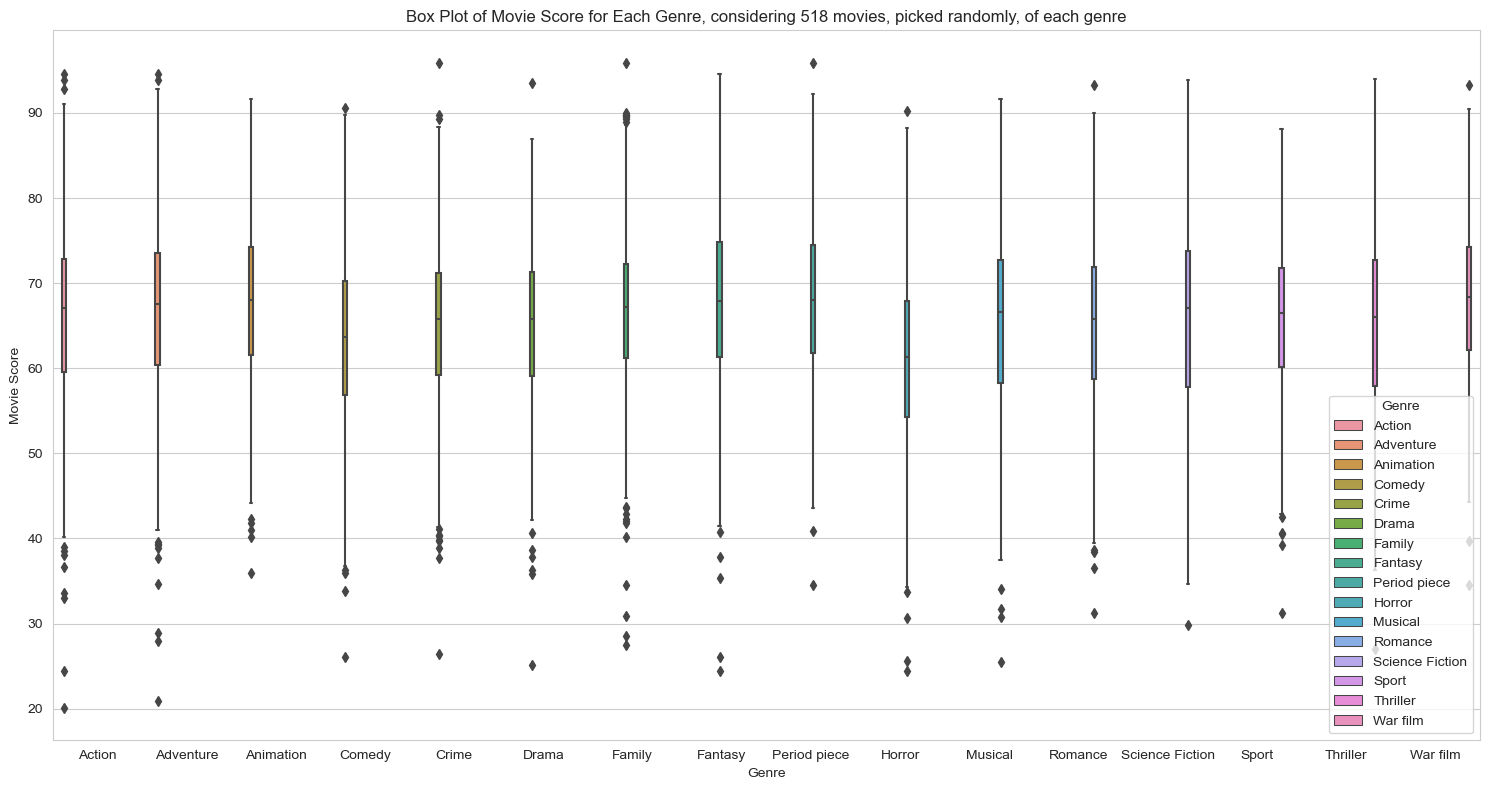 Box Plot of Movie Score for Each Genre, considering 518 movies, picked randomly, of each genre
Movie Score
90
80
70
60
50
40
30
20
Genre
Action
Adventure
Animation
Comedy
Crime
Drama
Family
Fantasy
Period piece
Horror
Musical
Romance
Science Fiction
Sport
Thriller
War film
Action Adventure Animation Comedy Crime Drama Family Fantasy Period piece Horror Musical Romance Science Fiction Sport Thriller War film
Genre